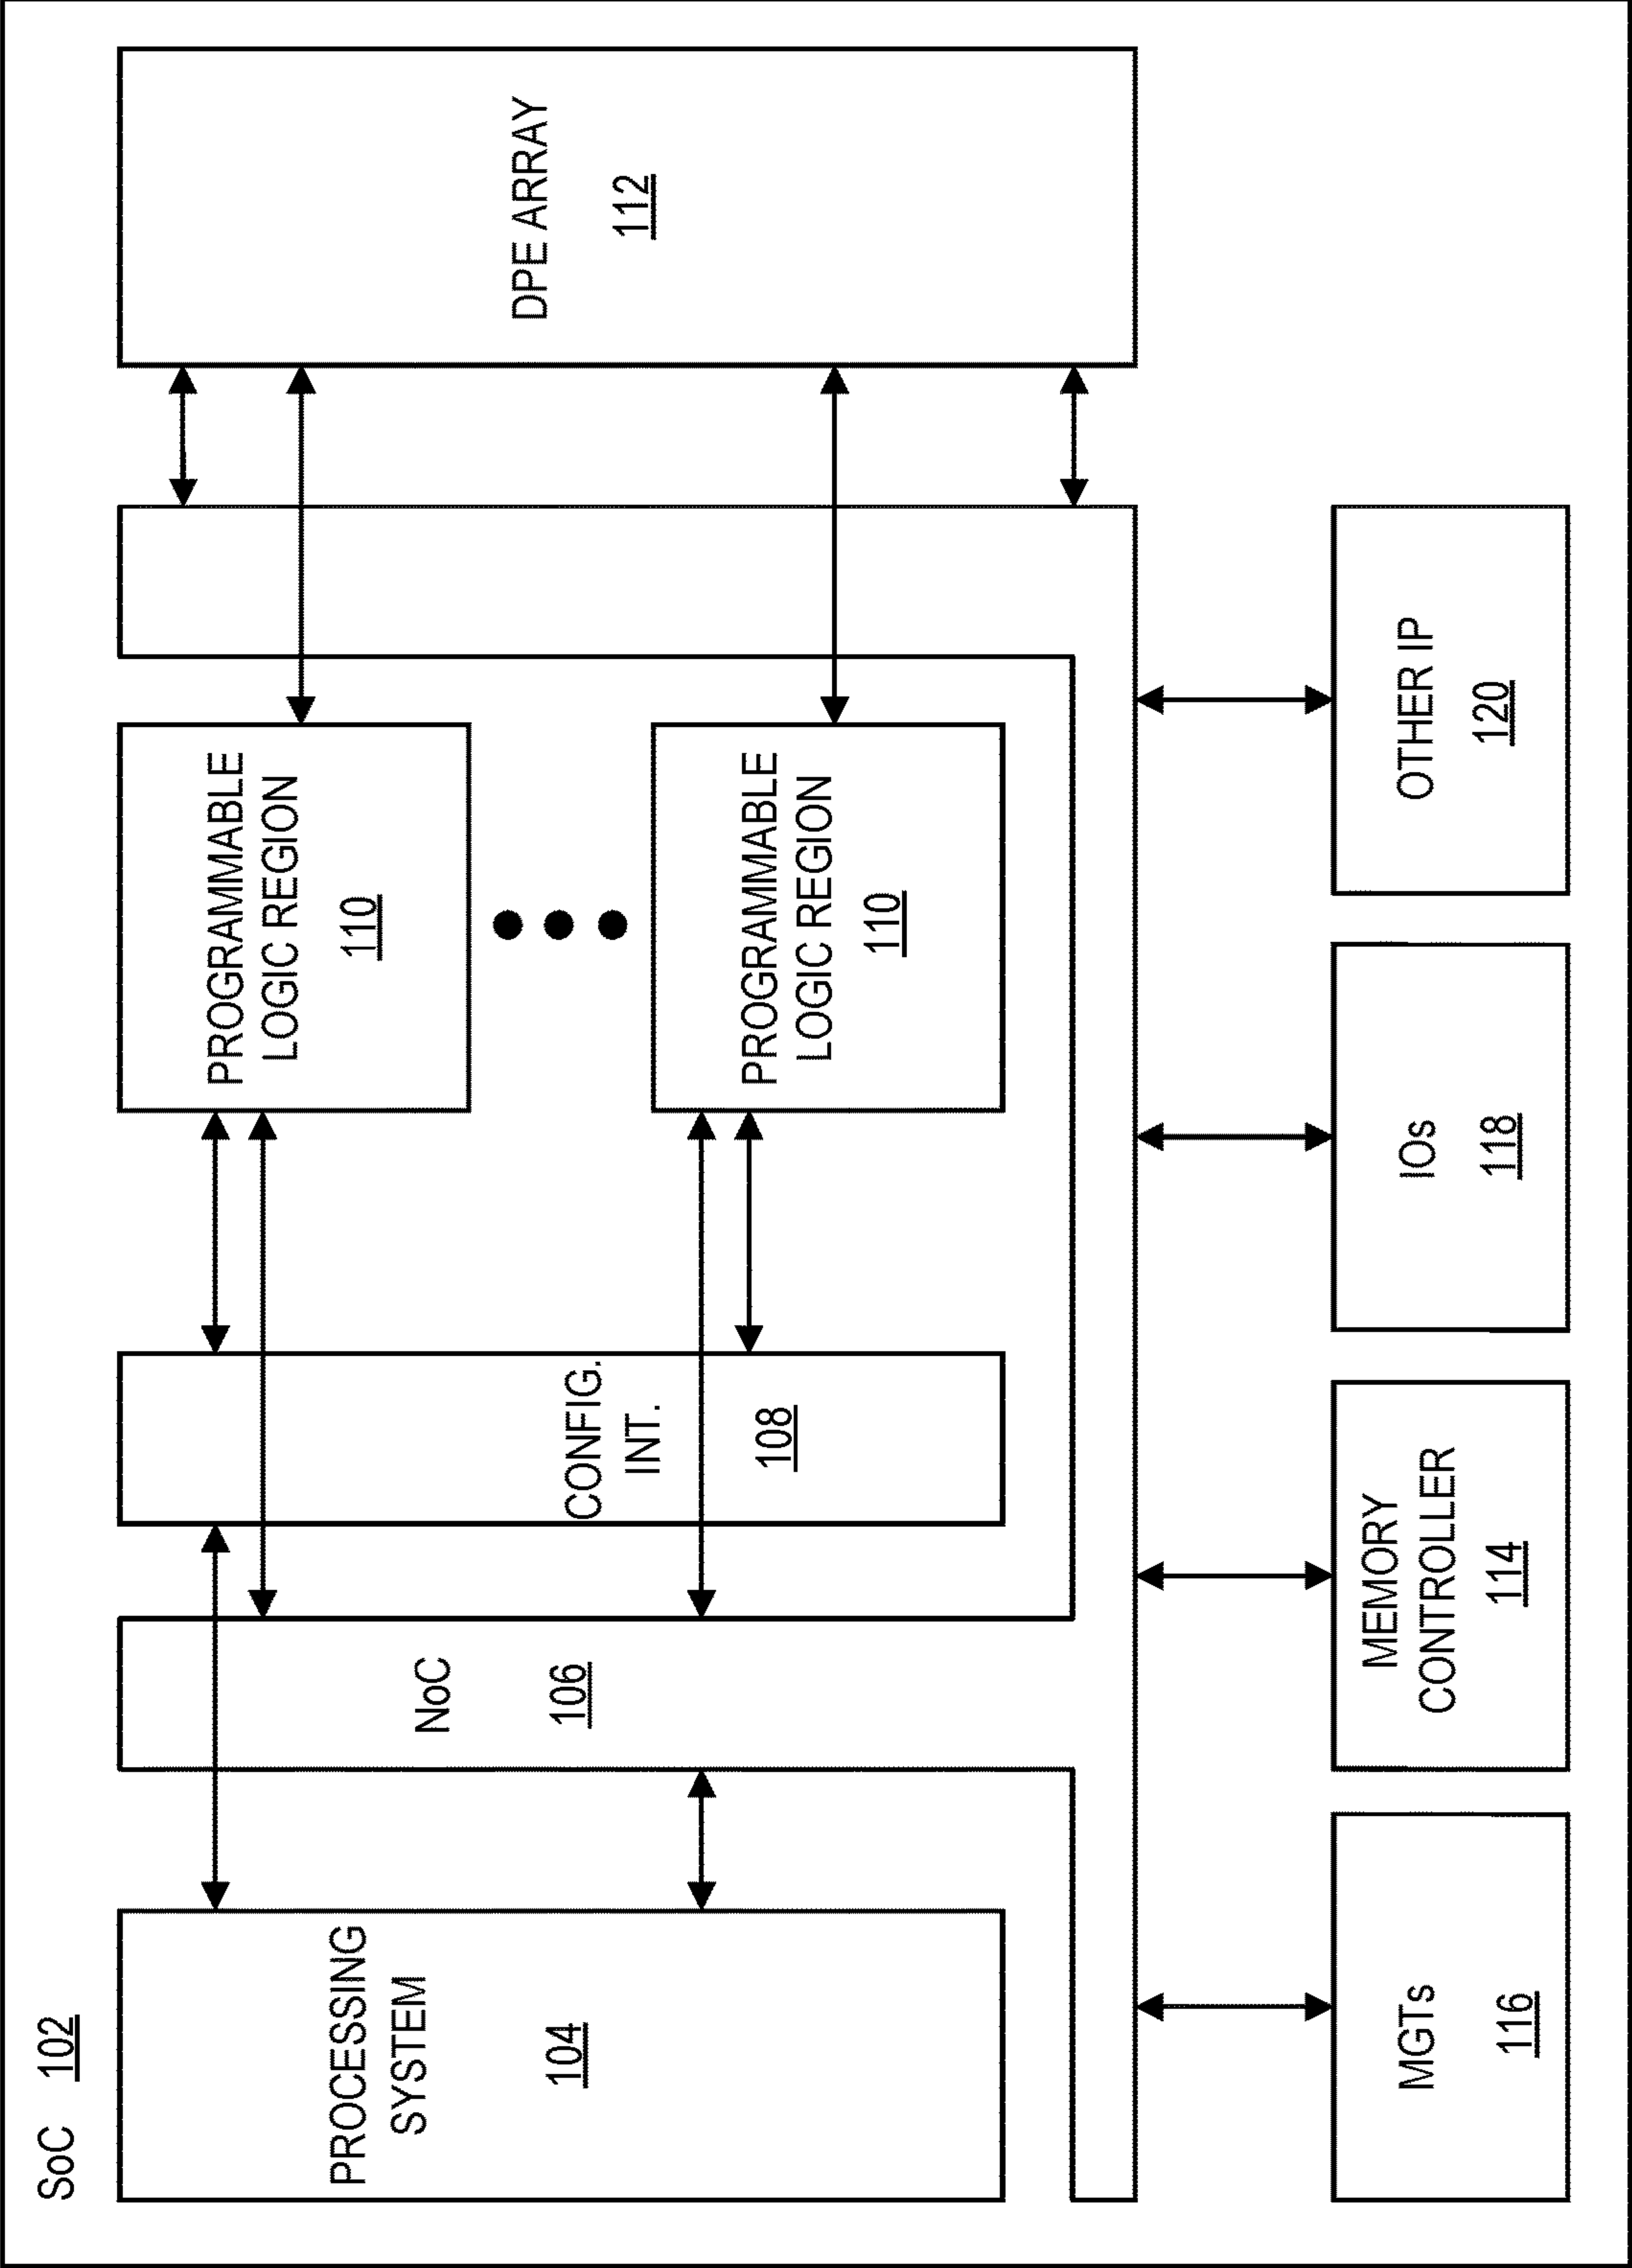 SoC 102
PROCESSING
SYSTEM
104
NoC
106
CONFIG.
INT.
108
PROGRAMMABLE
LOGIC REGION
110
PROGRAMMABLE
LOGIC REGION
110
DPE ARRAY
112
MGTs
116
MEMORY
CONTROLLER
114
IOs
118
OTHER IP
120